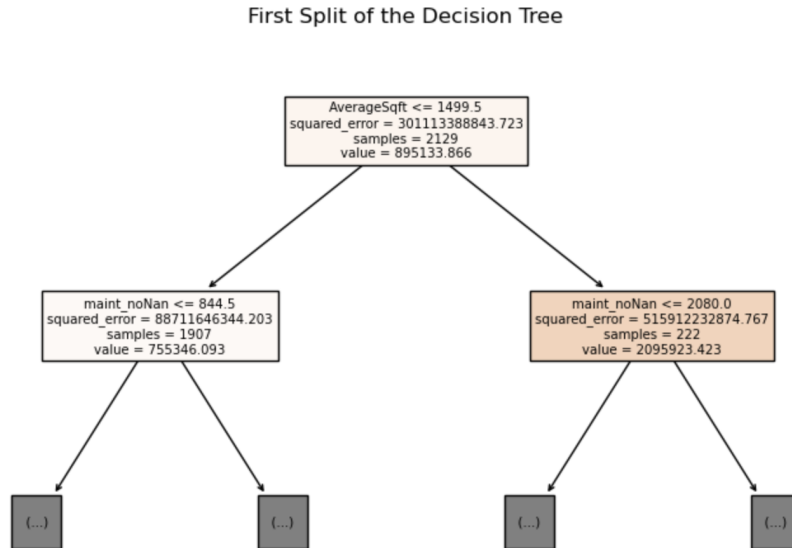 First Split of the Decision Tree
AverageSqft <= 1499.5
squared_error = 301113388843.723
samples = 2129
value = 895133.866
maint_noNan <= 844.5
squared_error = 88711646344.203
samples = 1907
value = 755346.093
maint_noNan <= 2080.0
squared_error = 515912232874.767
samples = 222
value = 2095923.423
(...)
(...)
(...)
(...)